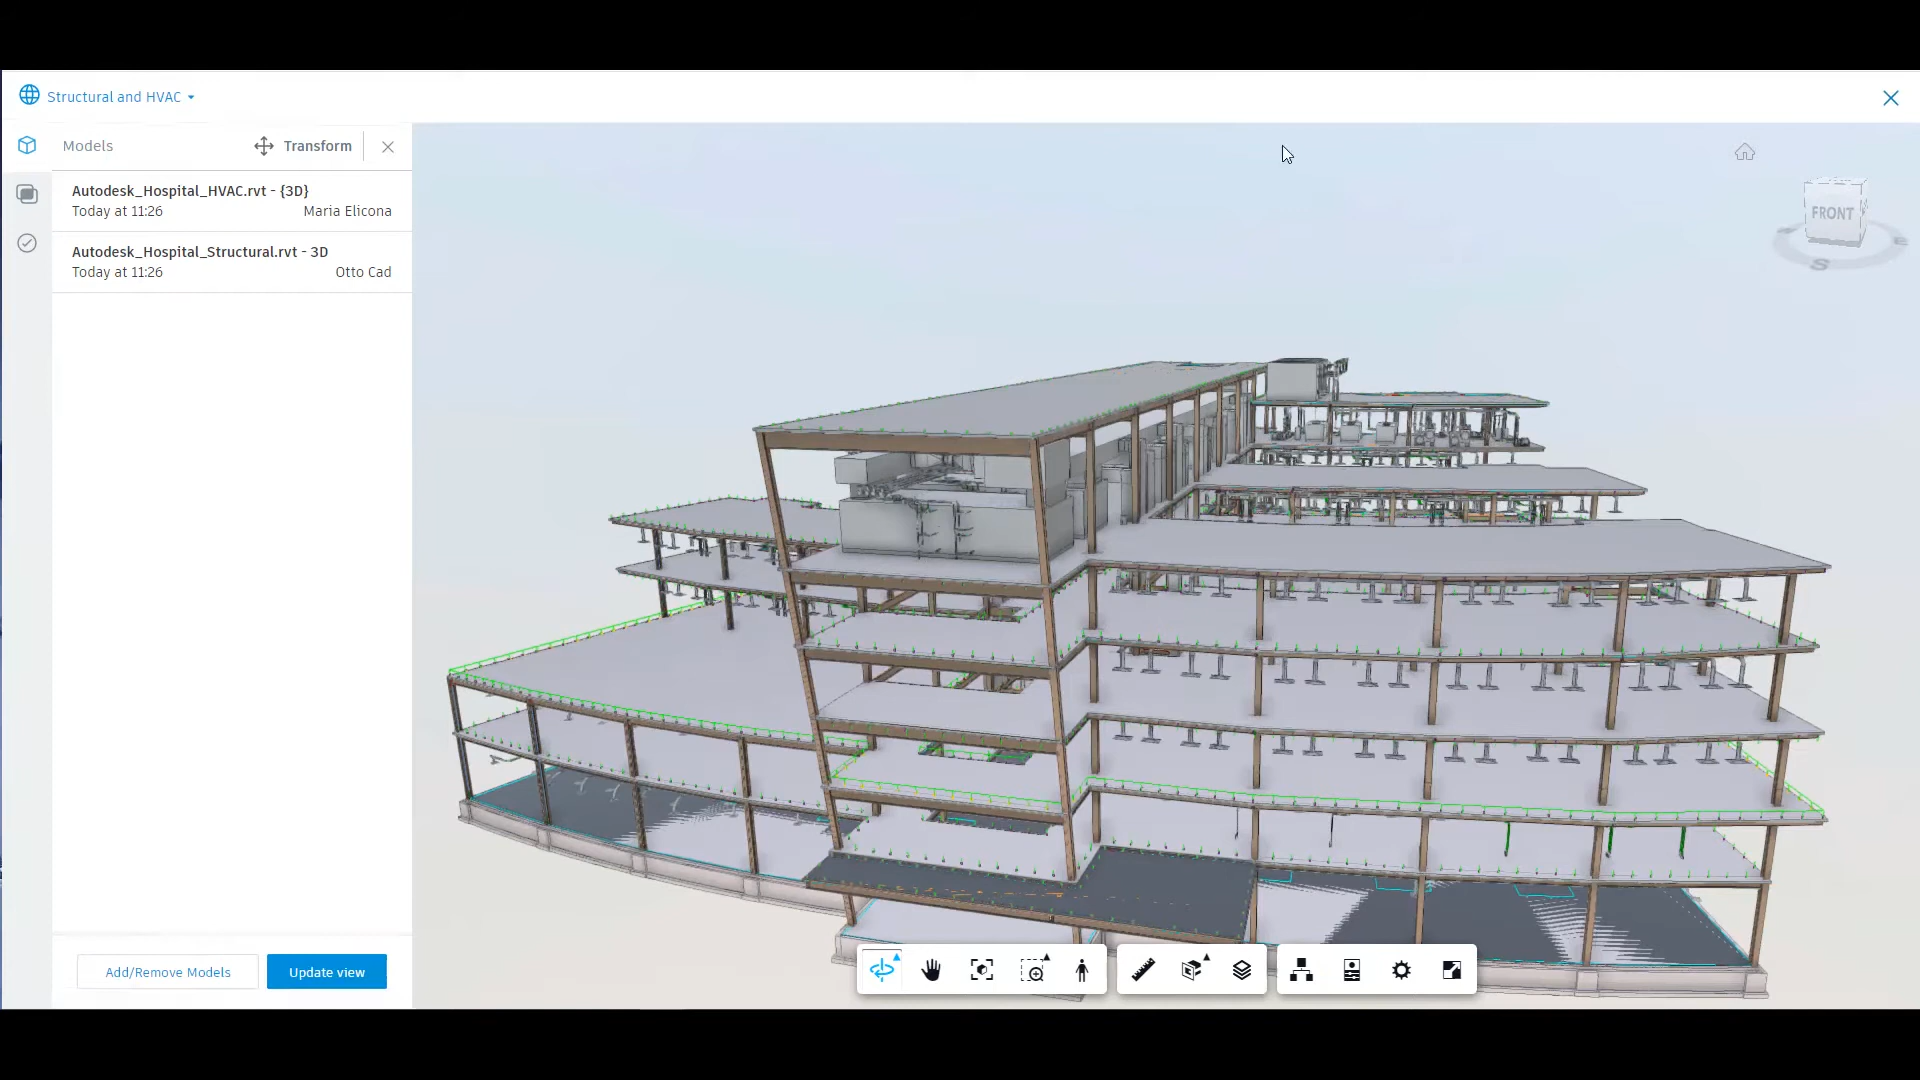 Structural and HVAC
Models
Transform
Autodesk_Hospital_HVAC.rvt - {3D}
Today at 11:26 Maria Elicona
Autodesk_Hospital_Structural.rvt - 3D
Today at 11:26 Otto Cad
FRONT
E
S
Add/Remove Models
Update view